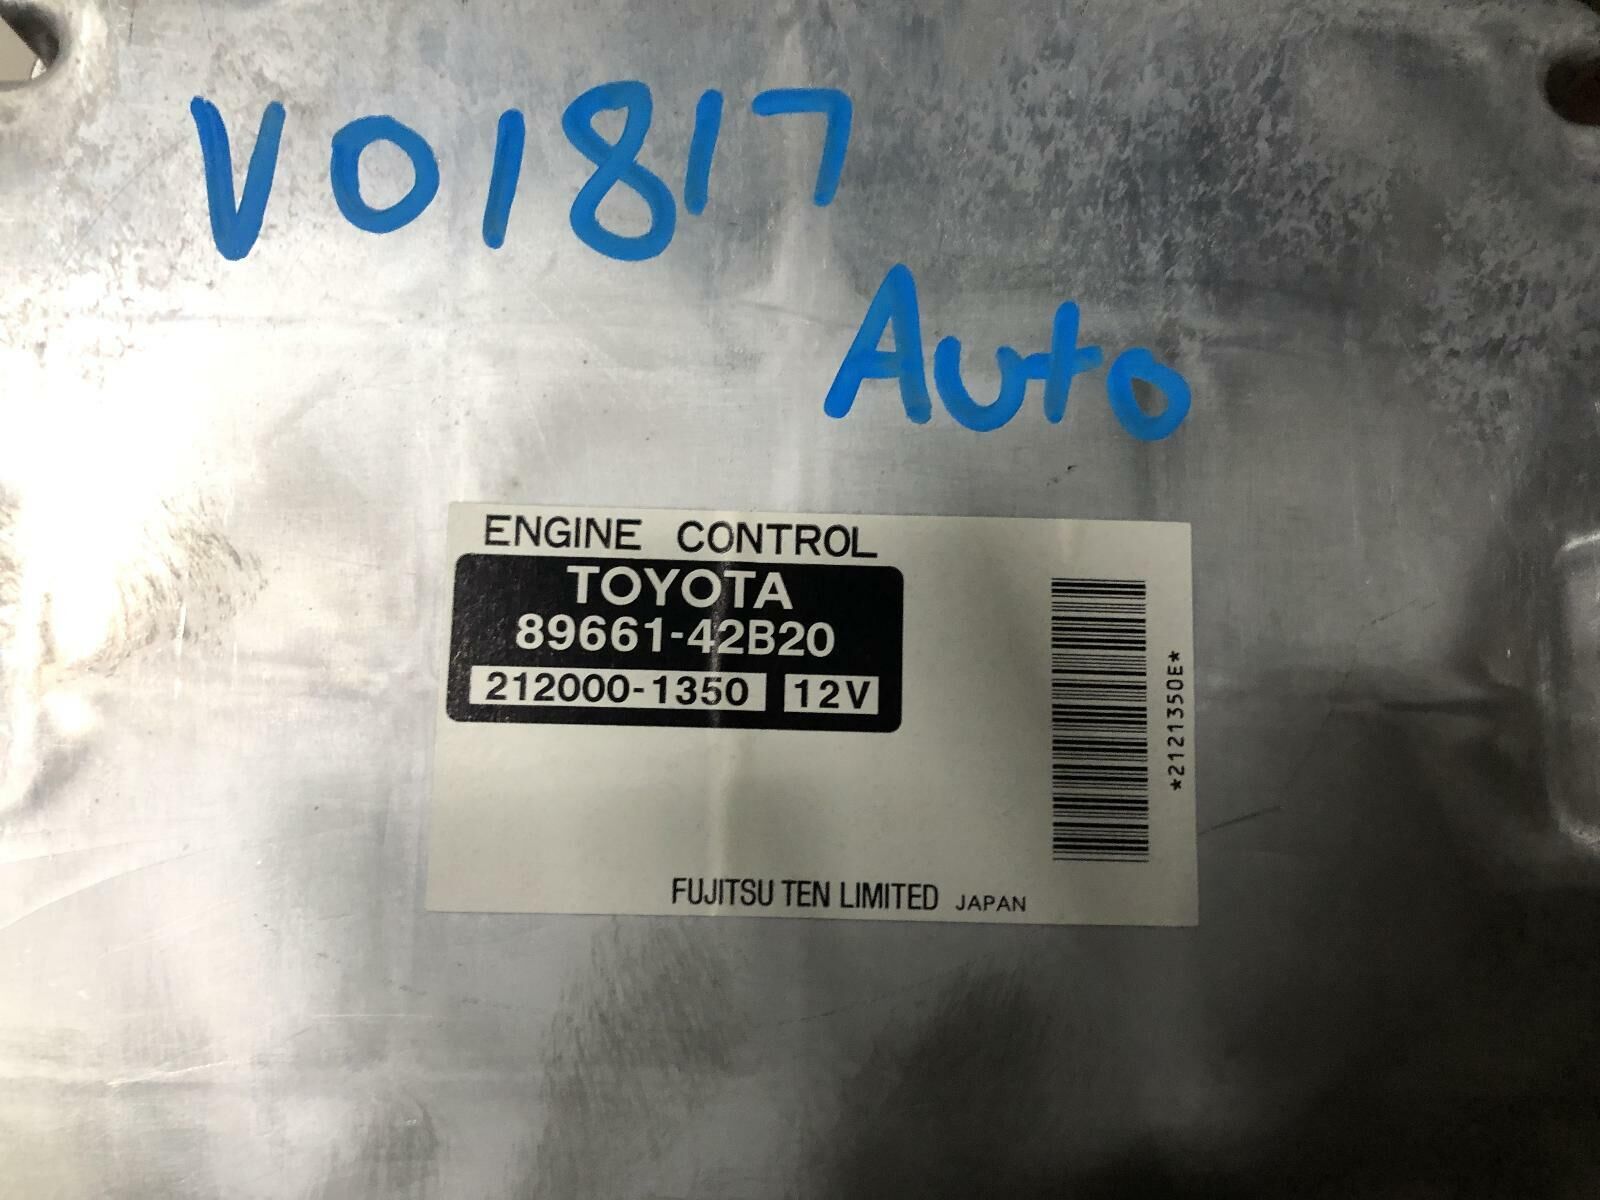 V01817
Auto
ENGINE CONTROL
TOYOTA
89661-42B20
212000-1350 12V
*2121350E*
FUJITSU TEN LIMITED JAPAN